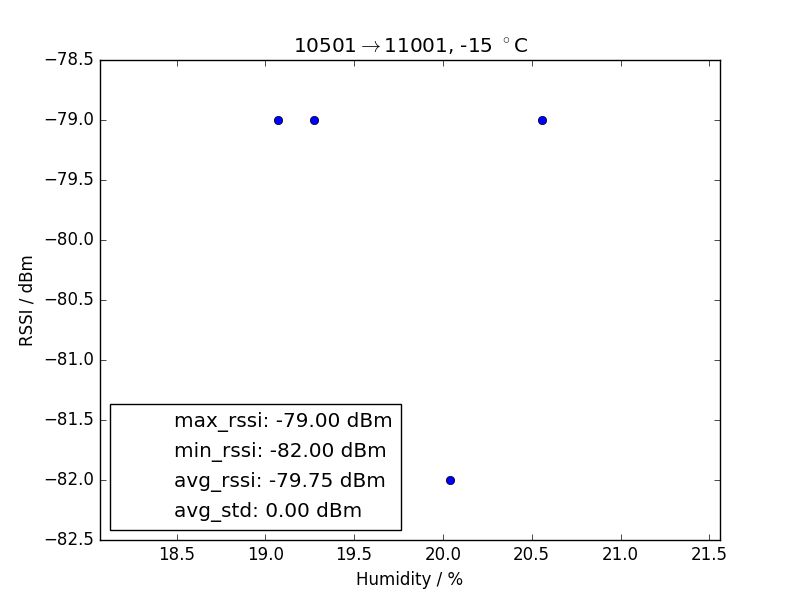 10501→11001, -15 °C
−78.5
−79.0
−79.5
−80.0
−80.5
−81.0
−81.5
−82.0
−82.5
RSSI / dBm
max_rssi: -79.00 dBm
min_rssi: -82.00 dBm
avg_rssi: -79.75 dBm
avg_std: 0.00 dBm
18.5 19.0 19.5 20.0 20.5 21.0 21.5
Humidity / %